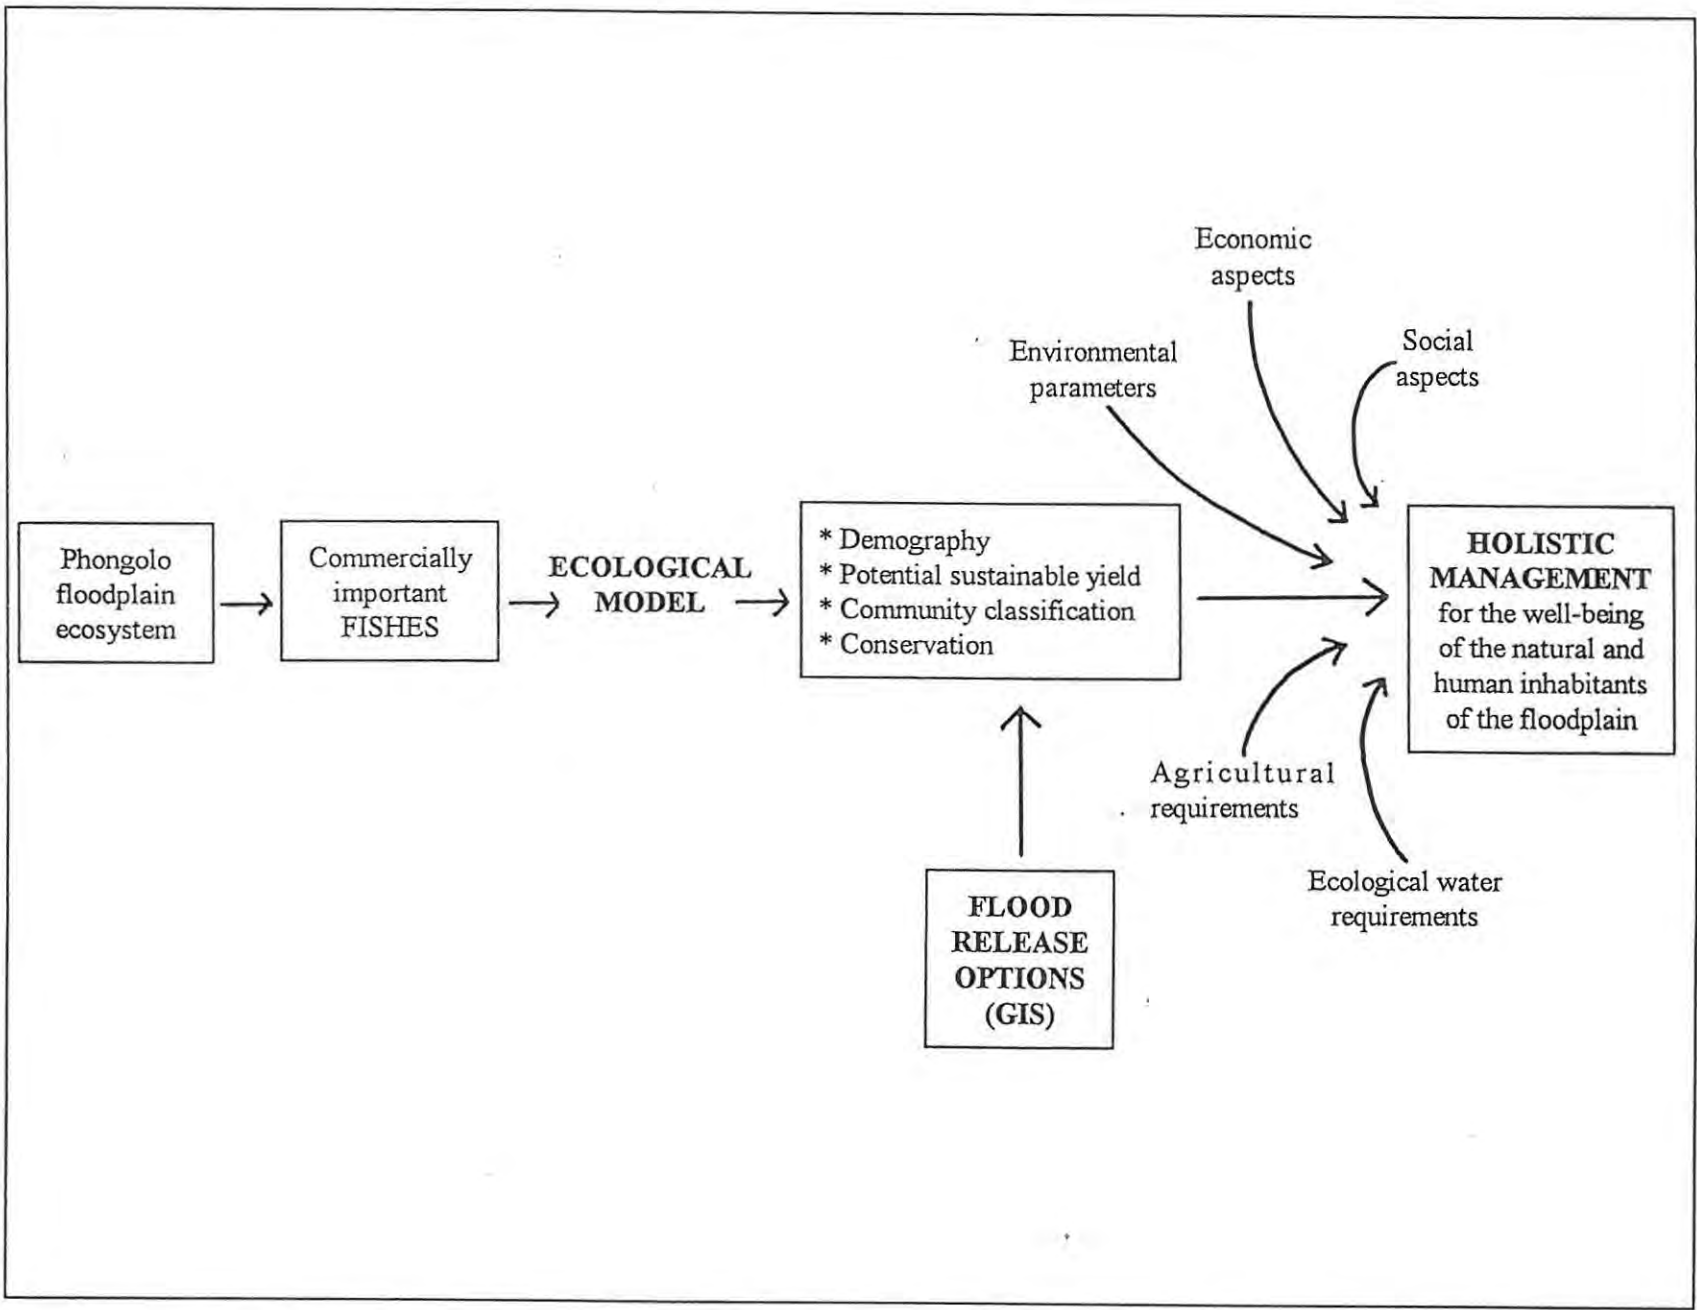 Economic
aspects
Social
aspects
Environmental
parameters
Phongolo
floodplain
ecosystem
Commercially
important
FISHES
ECOLOGICAL
MODEL
* Demography
* Potential sustainable yield
* Community classification
* Conservation
HOLISTIC
MANAGEMENT
for the well-being
of the natural and
human inhabitants
of the floodplain
Agricultural
requirements
Ecological water
requirements
FLOOD
RELEASE
OPTIONS
(GIS)